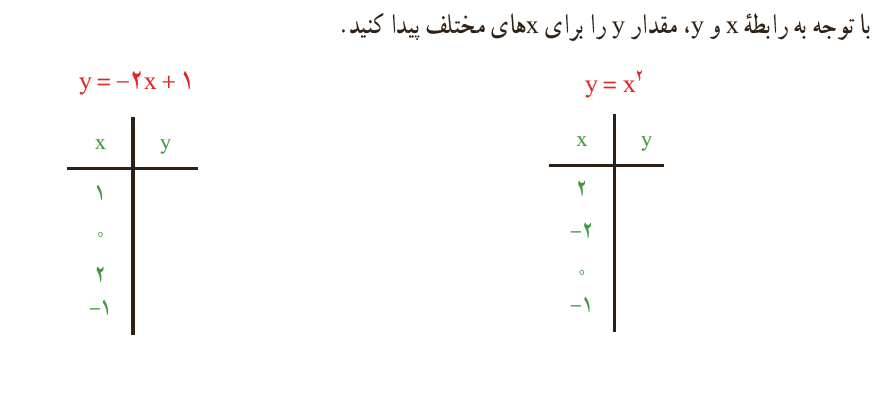 با توجه به رابطهٔ x و y، مقدار y را برای xهای مختلف پیدا کنید.
y = x^۲
x y
۲
−۲
۰
−۱
y = −۲x + ۱
x y
۱
۰
۲
−۱